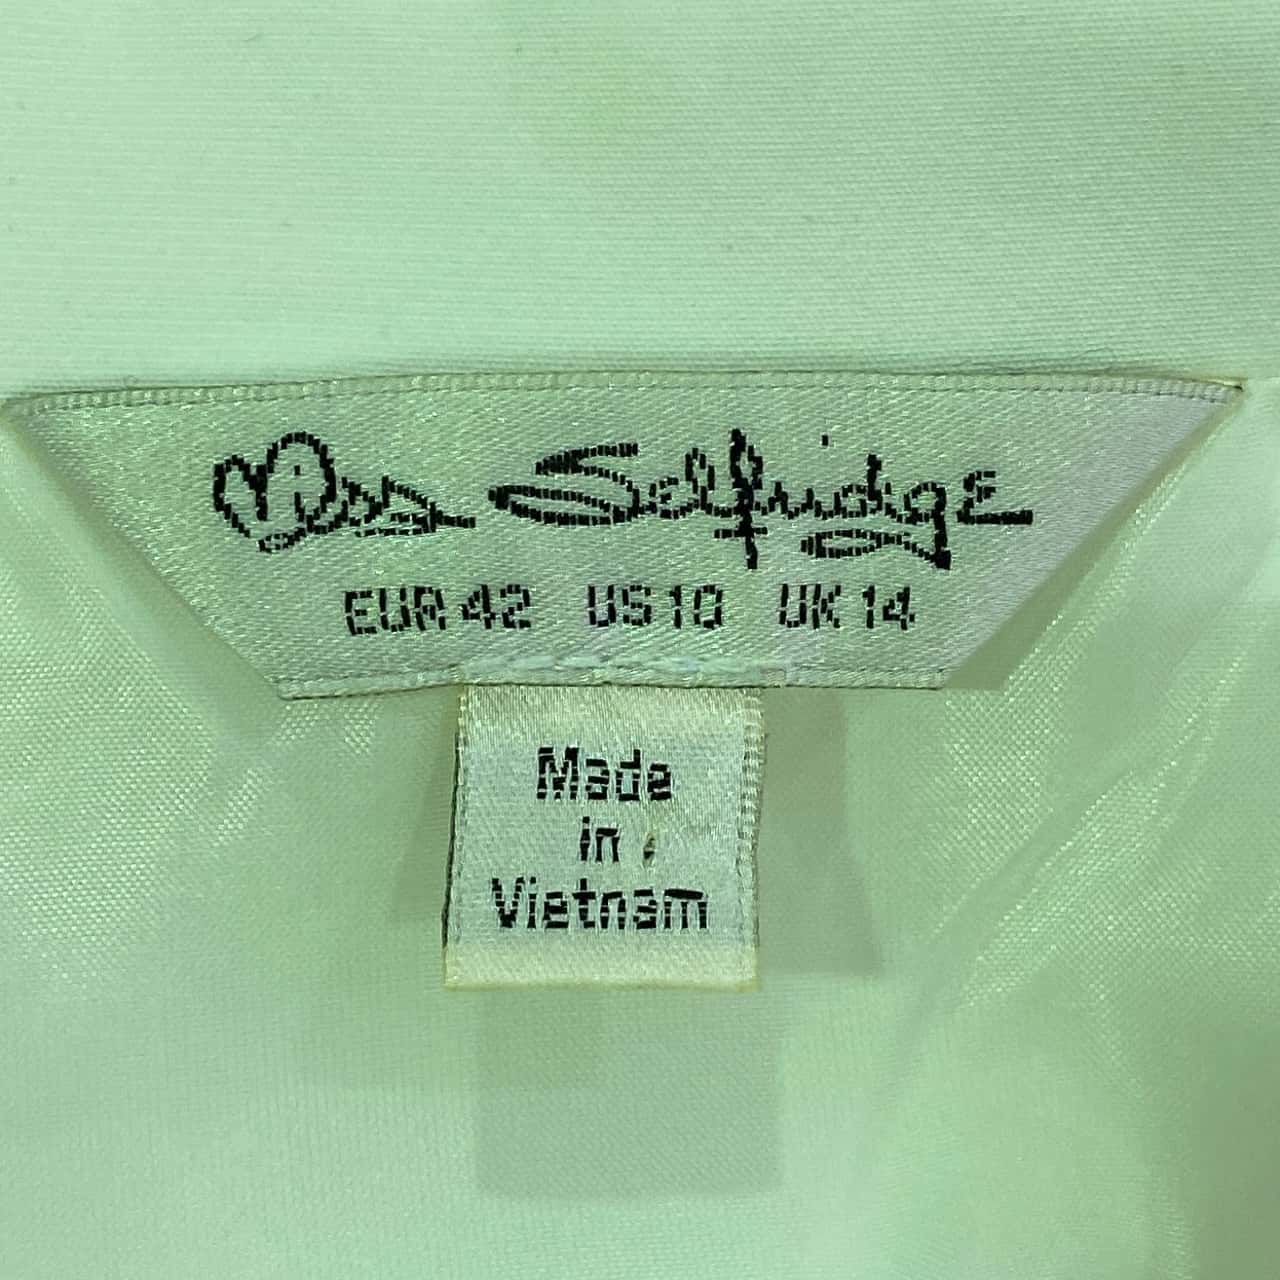 Miss Selfridge
EUR 42 US 10 UK 14
Made
in
Vietnam